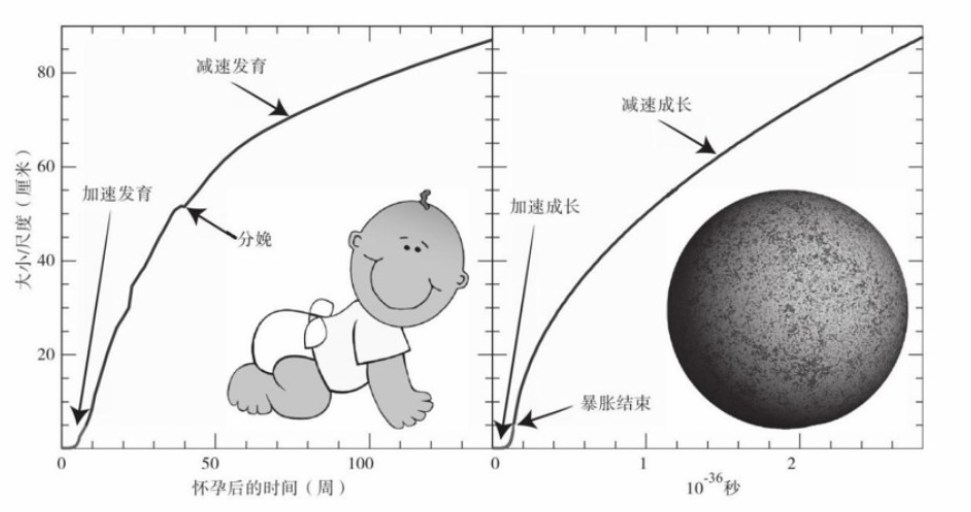 减速发育
80
减速成长
60
加速发育
加速成长
分娩
大小/尺度（厘米）
40
20
暴胀结束
0
50
100
0
1
2
怀孕后的时间（周）
10⁻³⁶秒